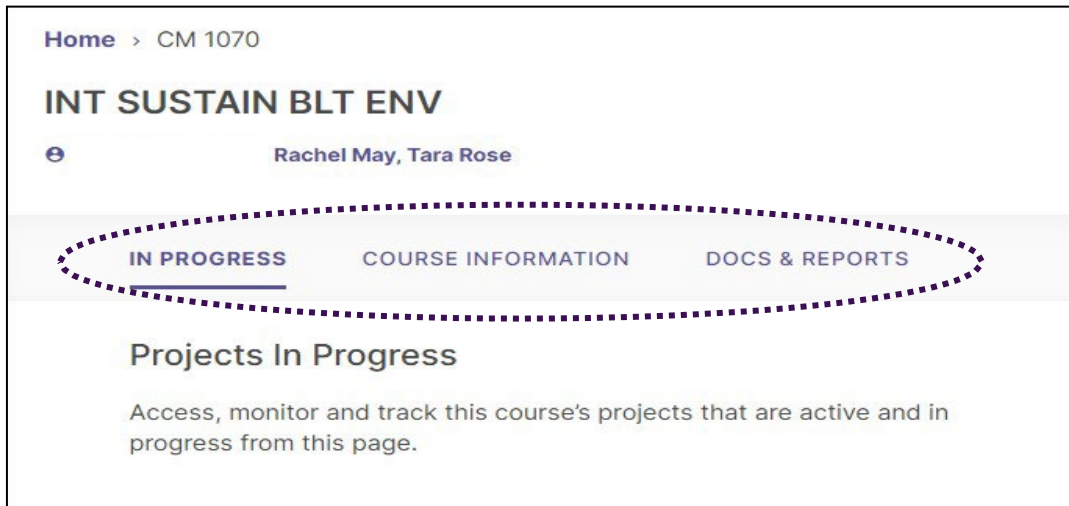 Home > CM 1070
INT SUSTAIN BLT ENV
Rachel May, Tara Rose
IN PROGRESS COURSE INFORMATION DOCS & REPORTS
Projects In Progress
Access, monitor and track this course's projects that are active and in
progress from this page.